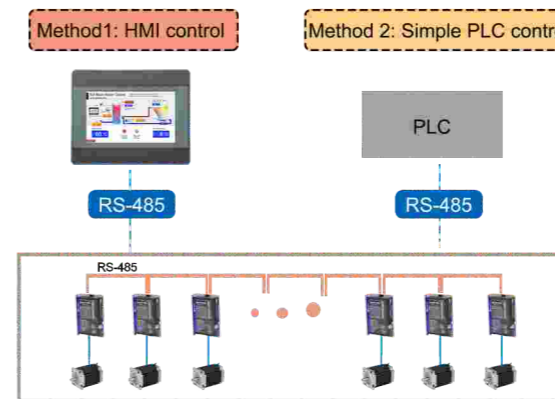 Method1: HMI control
Method 2: Simple PLC contr
PLC
RS-485
RS-485
RS-485